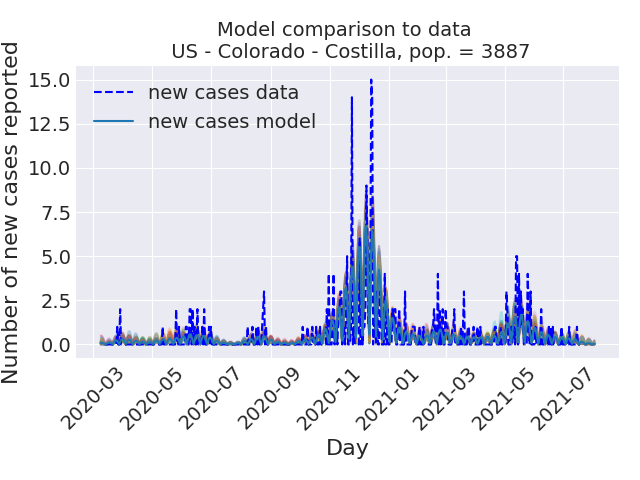 Model comparison to data
US - Colorado - Costilla, pop. = 3887
Number of new cases reported
15.0
12.5
10.0
7.5
5.0
2.5
0.0
new cases data
new cases model
2020-03
2020-05
2020-07
2020-09
2020-11
2021-01
2021-03
2021-05
2021-07
Day